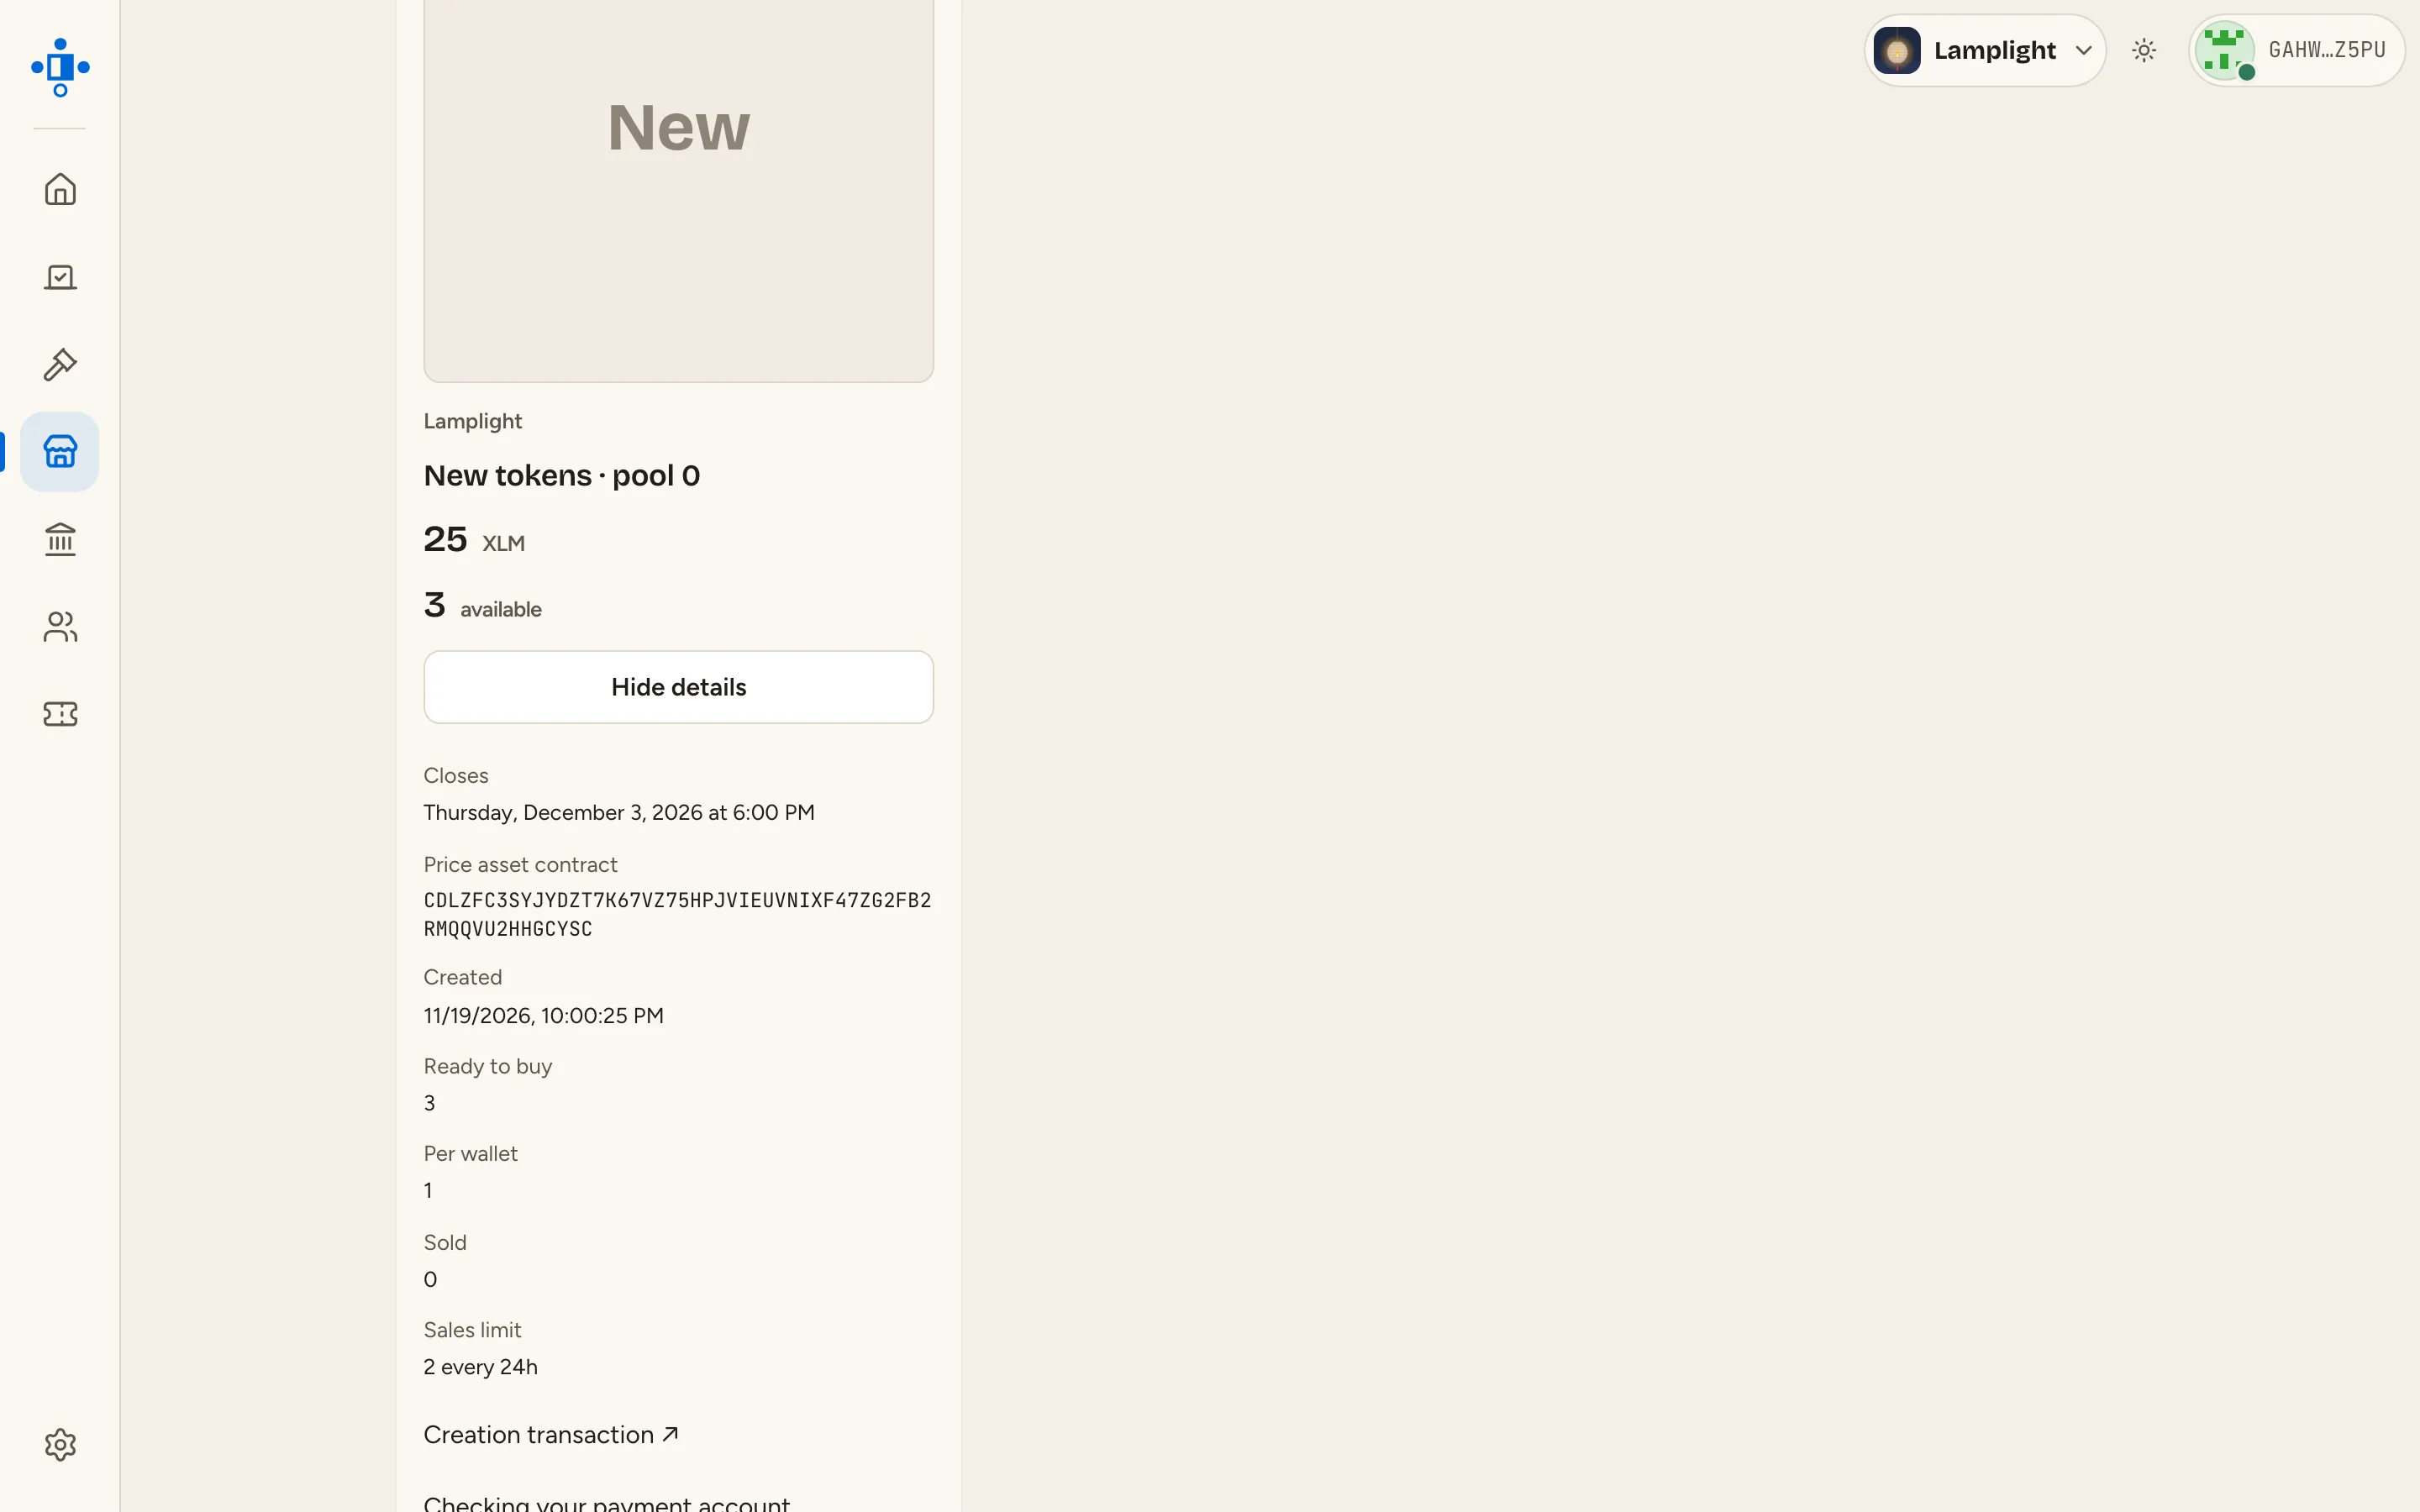 Lamplight
GAHW…Z5PU
New
Lamplight
New tokens · pool 0
25 XLM
3 available
Hide details
Closes
Thursday, December 3, 2026 at 6:00 PM
Price asset contract
CDLZFC3SYJYDZT7K67VZ75HPJVIEUVNIXF47ZG2FB2
RMQQVU2HHGCYSC
Created
11/19/2026, 10:00:25 PM
Ready to buy
3
Per wallet
1
Sold
0
Sales limit
2 every 24h
Creation transaction ↗
Checking your payment account